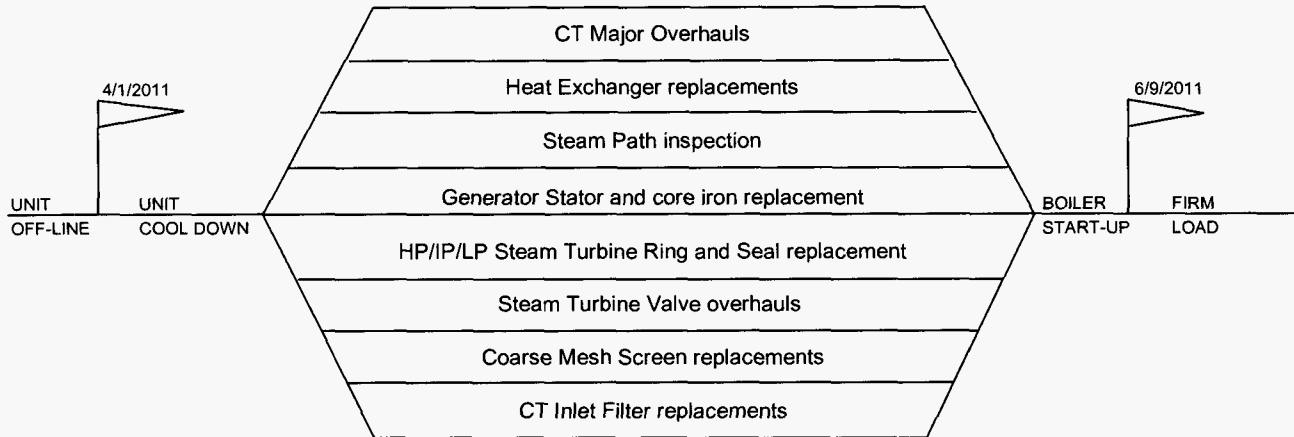 CT Major Overhauls
Heat Exchanger replacements
4/1/2011
6/9/2011
Steam Path inspection
Generator Stator and core iron replacement
UNIT UNIT
BOILER FIRM
OFF-LINE COOL DOWN
START-UP LOAD
HP/IP/LP Steam Turbine Ring and Seal replacement
Steam Turbine Valve overhauls
Coarse Mesh Screen replacements
CT Inlet Filter replacements